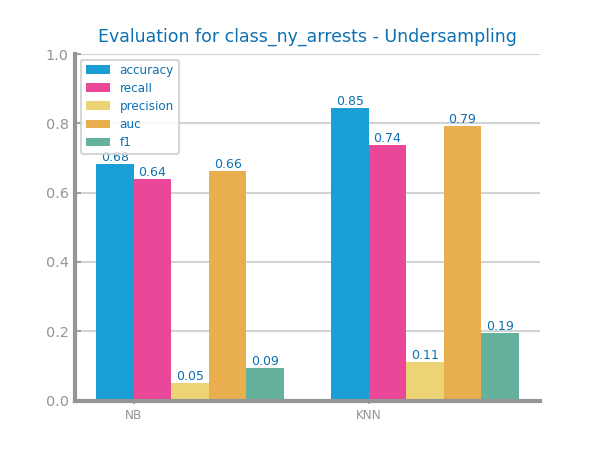 Evaluation for class_ny_arrests - Undersampling
1.0
0.8
0.6
0.4
0.2
0.0
accuracy
recall
precision
auc
f1
0.68
0.64
0.05
0.66
0.09
0.85
0.74
0.11
0.79
0.19
NB
KNN